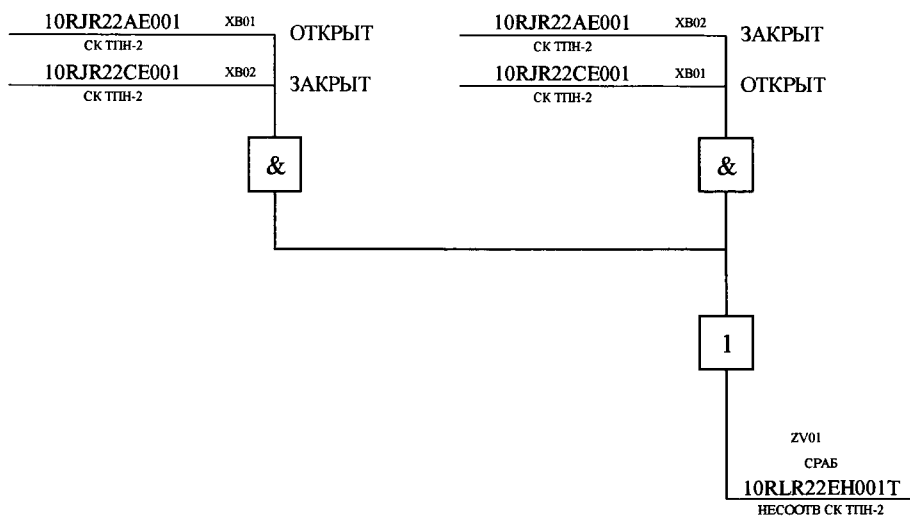 10RJR22AE001 XB01 ОТКРЫТ
СК ТПН-2
10RJR22CE001 XB02 ЗАКРЫТ
СК ТПН-2
&
10RJR22AE001 XB02 ЗАКРЫТ
СК ТПН-2
10RJR22CE001 XB01 ОТКРЫТ
СК ТПН-2
&
1
ZV01
СРАБ
10RLR22EH001T
НЕСООТВ СК ТПН-2